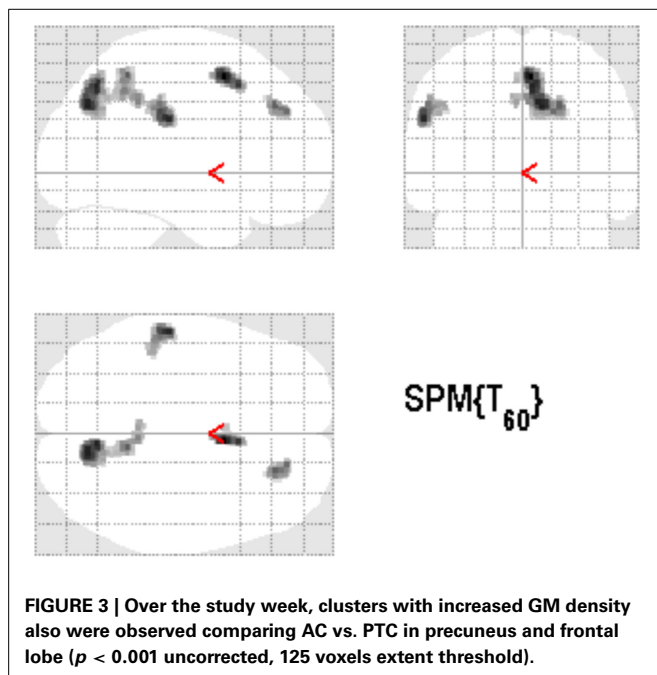 SPM{T60}
FIGURE 3 | Over the study week, clusters with increased GM density
also were observed comparing AC vs. PTC in precuneus and frontal
lobe (p < 0.001 uncorrected, 125 voxels extent threshold).